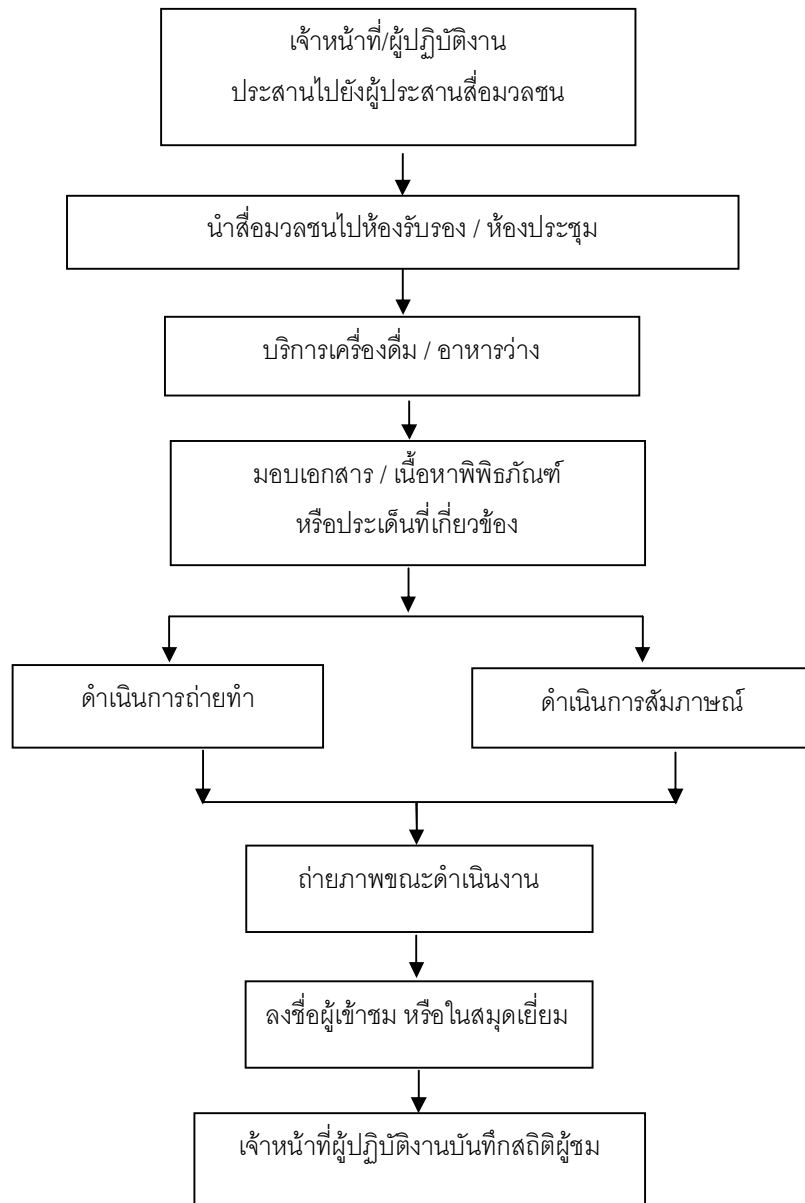 เจ้าหน้าที่/ผู้ปฏิบัติงาน
ประสานไปยังผู้ประสานสื่อมวลชน
นำสื่อมวลชนไปห้องรับรอง / ห้องประชุม
บริการเครื่องดื่ม / อาหารว่าง
มอบเอกสาร / เนื้อหาพิพิธภัณฑ์
หรือประเด็นที่เกี่ยวข้อง
ดำเนินการถ่ายทำ
ดำเนินการสัมภาษณ์
ถ่ายภาพขณะดำเนินงาน
ลงชื่อผู้เข้าชม หรือในสมุดเยี่ยม
เจ้าหน้าที่ผู้ปฏิบัติงานบันทึกสถิติผู้ชม